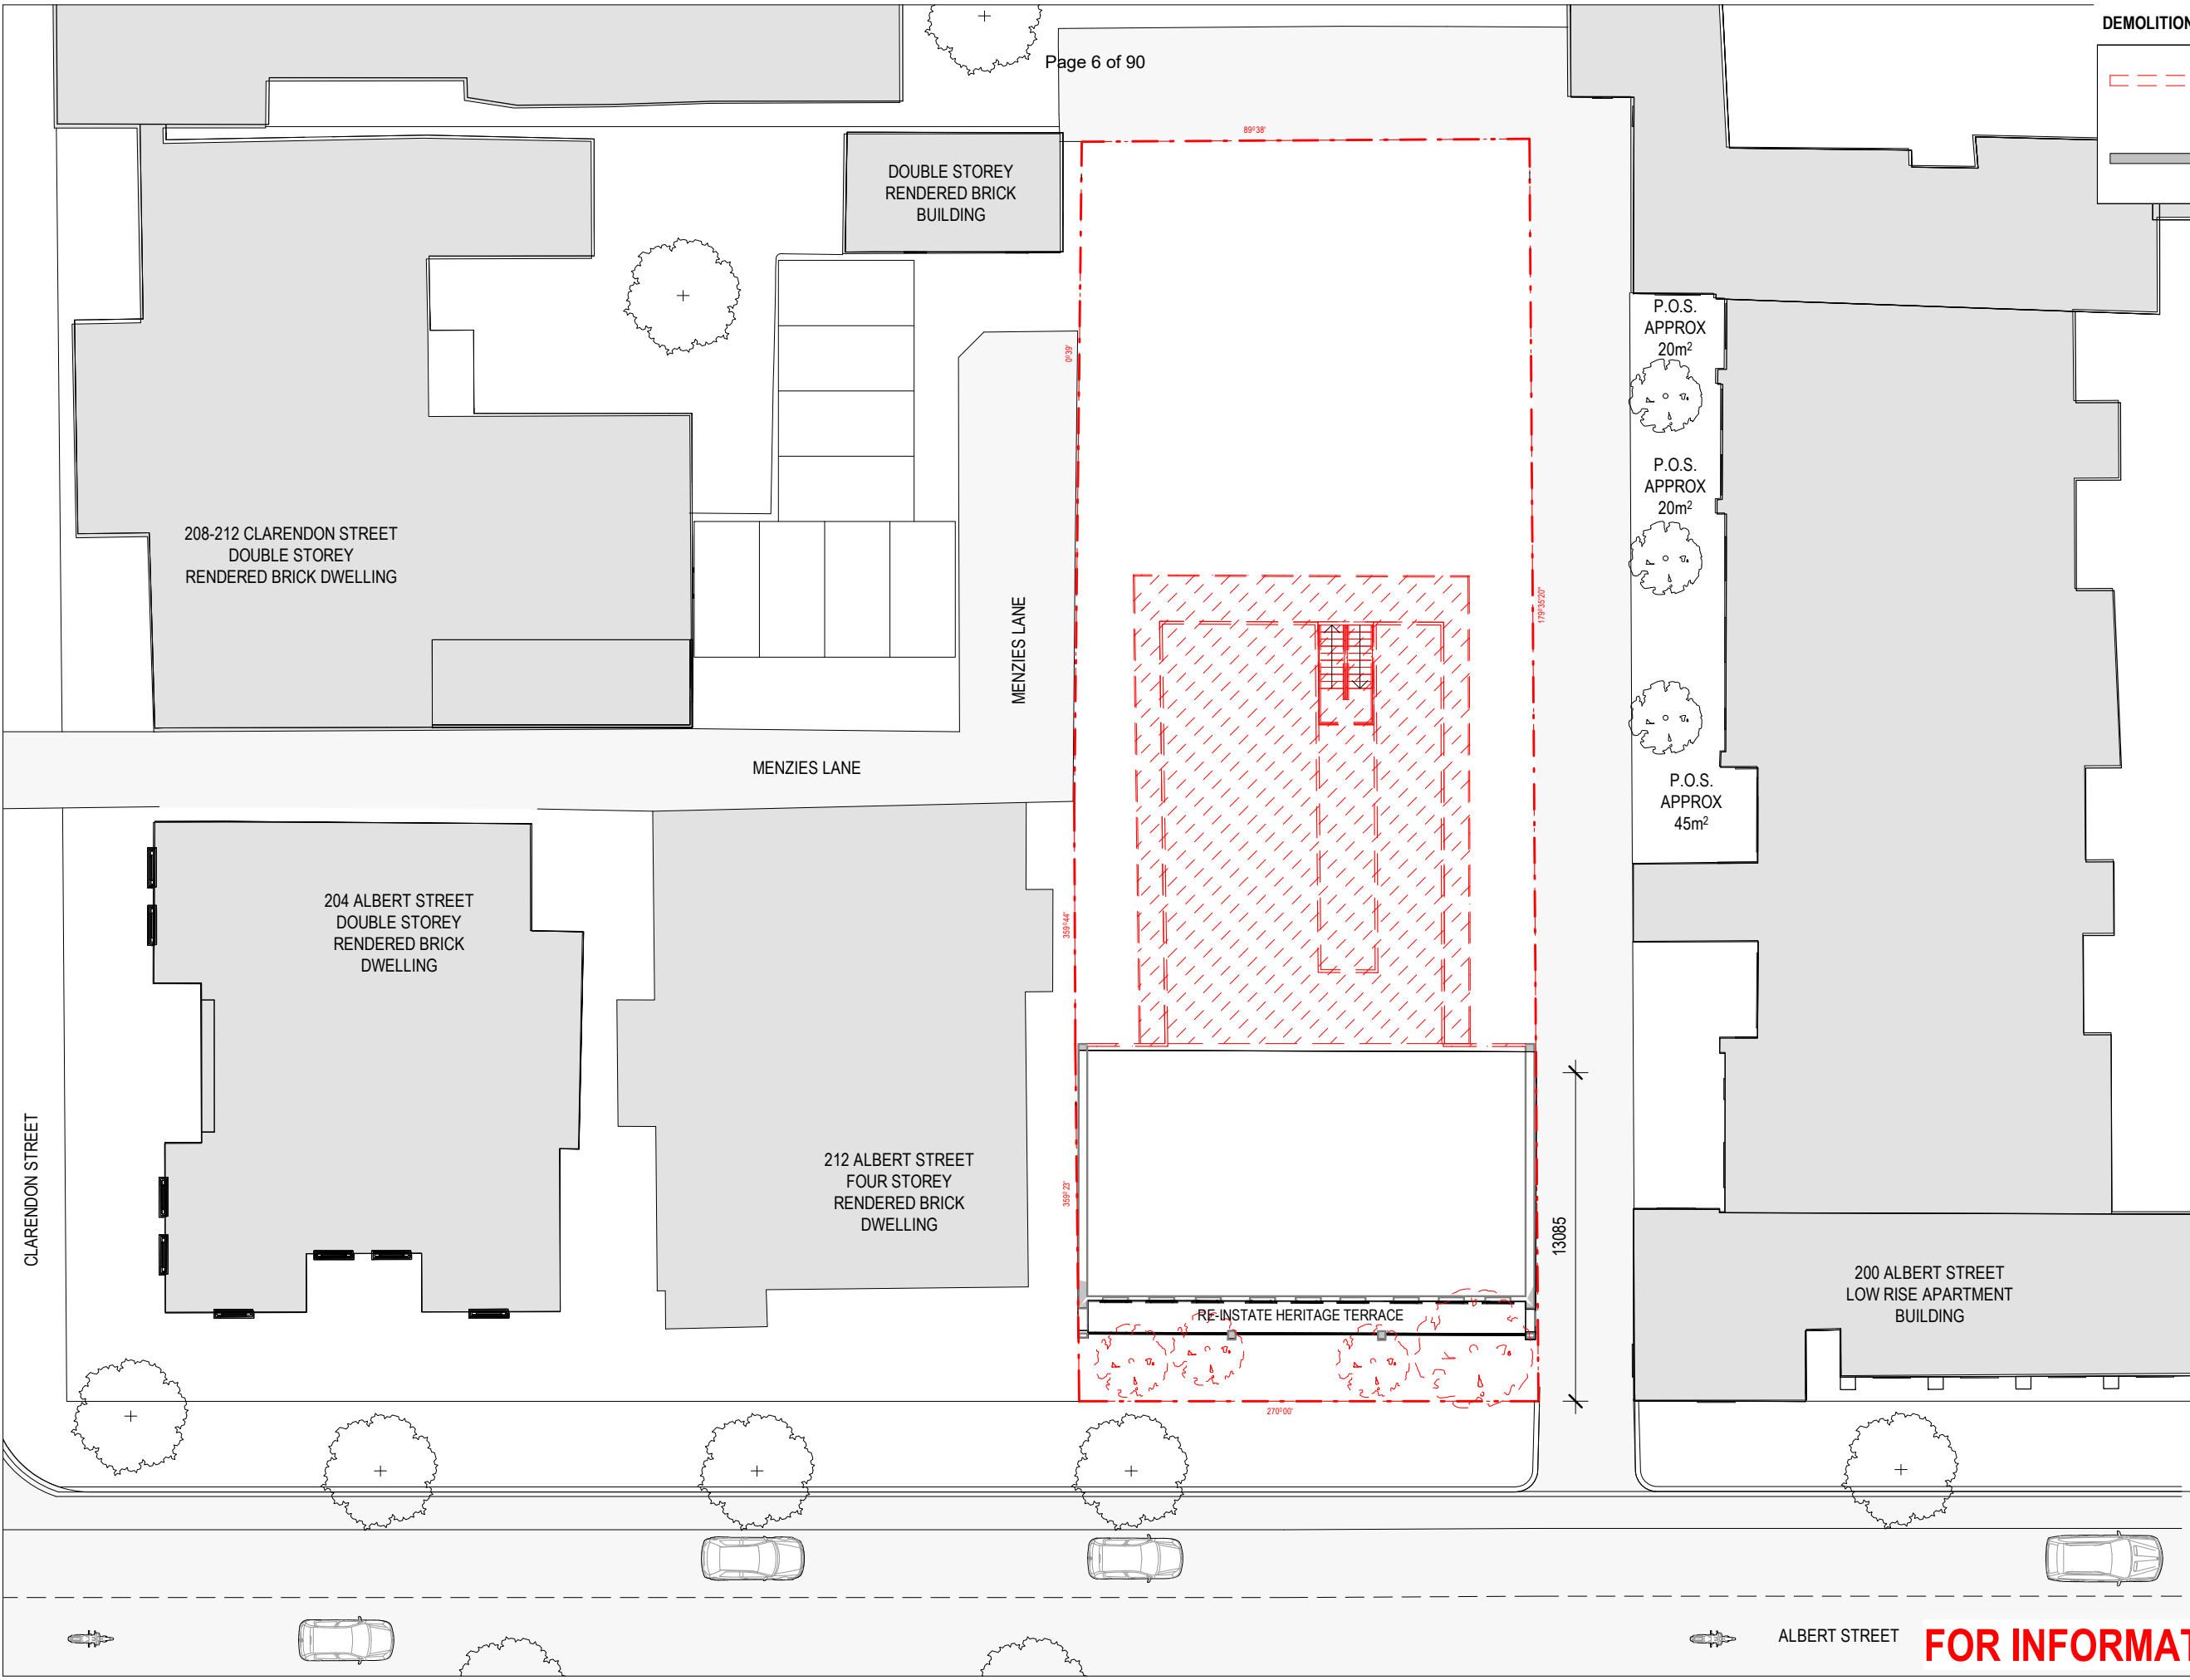 DEMOLITION
Page 6 of 90
89°38'
DOUBLE STOREY
RENDERED BRICK
BUILDING
P.O.S.
APPROX
20m²
0°39'
P.O.S.
APPROX
20m²
208-212 CLARENDON STREET
DOUBLE STOREY
RENDERED BRICK DWELLING
MENZIES LANE
179°35'20"
MENZIES LANE
P.O.S.
APPROX
45m²
204 ALBERT STREET
DOUBLE STOREY
RENDERED BRICK
DWELLING
359°44'
CLARENDON STREET
212 ALBERT STREET
FOUR STOREY
RENDERED BRICK
DWELLING
359°23'
13085
200 ALBERT STREET
LOW RISE APARTMENT
BUILDING
RE-INSTATE HERITAGE TERRACE
270°00'
ALBERT STREET
FOR INFORMAT